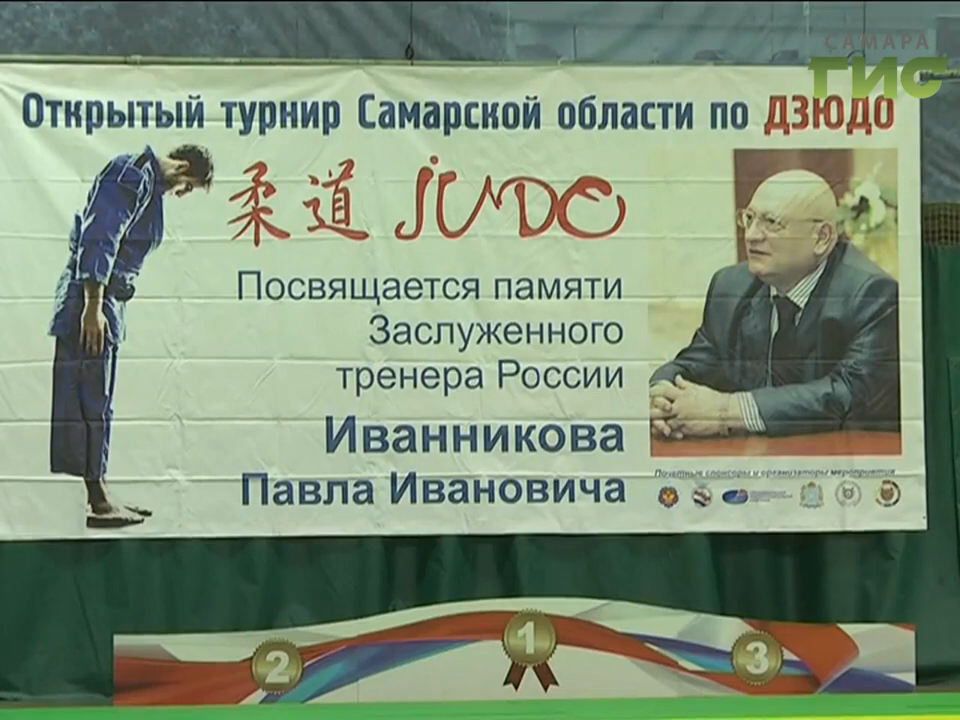 САМАРА
ГИС
Открытый турнир Самарской области по ДЗЮДО
柔道 JUDO
Посвящается памяти
Заслуженного
тренера России
Иванникова
Павла Ивановича
Почетные спонсоры и организаторы мероприятия
2
1
3